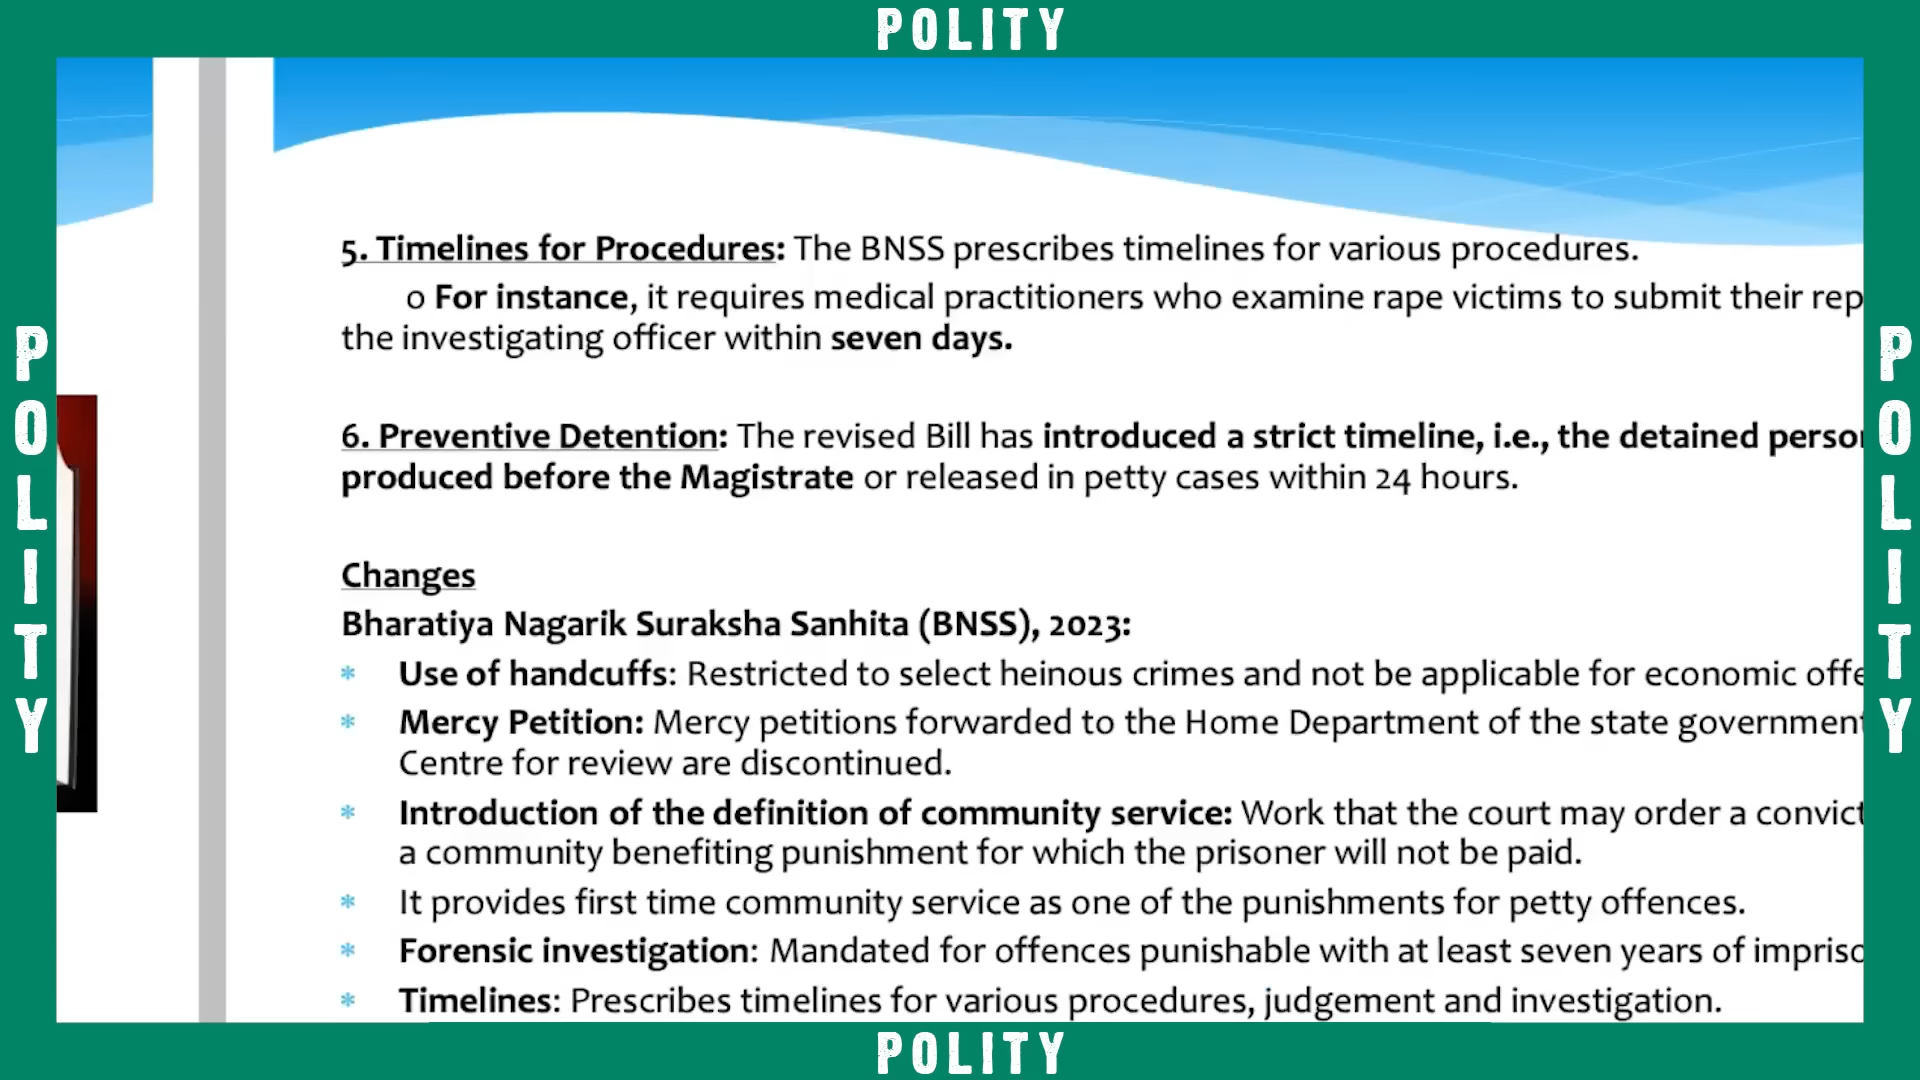 POLITY
5. Timelines for Procedures: The BNSS prescribes timelines for various procedures.
o For instance, it requires medical practitioners who examine rape victims to submit their rep
the investigating officer within seven days.
6. Preventive Detention: The revised Bill has introduced a strict timeline, i.e., the detained perso
produced before the Magistrate or released in petty cases within 24 hours.
Changes
Bharatiya Nagarik Suraksha Sanhita (BNSS), 2023:
* Use of handcuffs: Restricted to select heinous crimes and not be applicable for economic offe
* Mercy Petition: Mercy petitions forwarded to the Home Department of the state government
Centre for review are discontinued.
* Introduction of the definition of community service: Work that the court may order a convict
a community benefiting punishment for which the prisoner will not be paid.
* It provides first time community service as one of the punishments for petty offences.
* Forensic investigation: Mandated for offences punishable with at least seven years of impriso
* Timelines: Prescribes timelines for various procedures, judgement and investigation.
POLITY
POLITY
POLITY